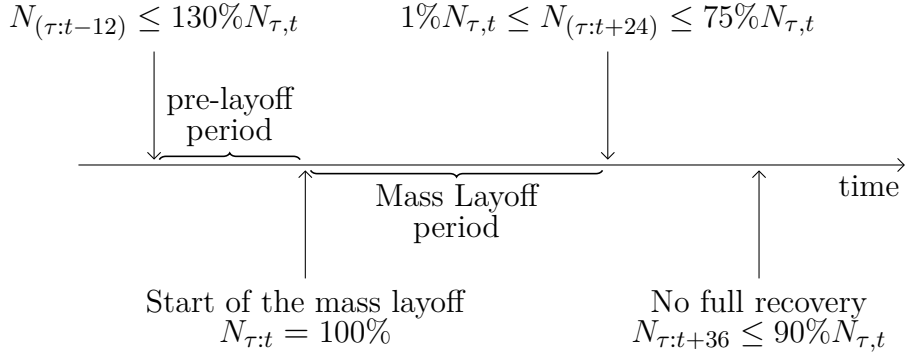 N_{(τ:t−12)} ≤ 130%N_{τ,t}
1%N_{τ,t} ≤ N_{(τ:t+24)} ≤ 75%N_{τ,t}
pre-layoff
period
time
Mass Layoff
period
Start of the mass layoff
N_{τ:t} = 100%
No full recovery
N_{τ:t+36} ≤ 90%N_{τ,t}